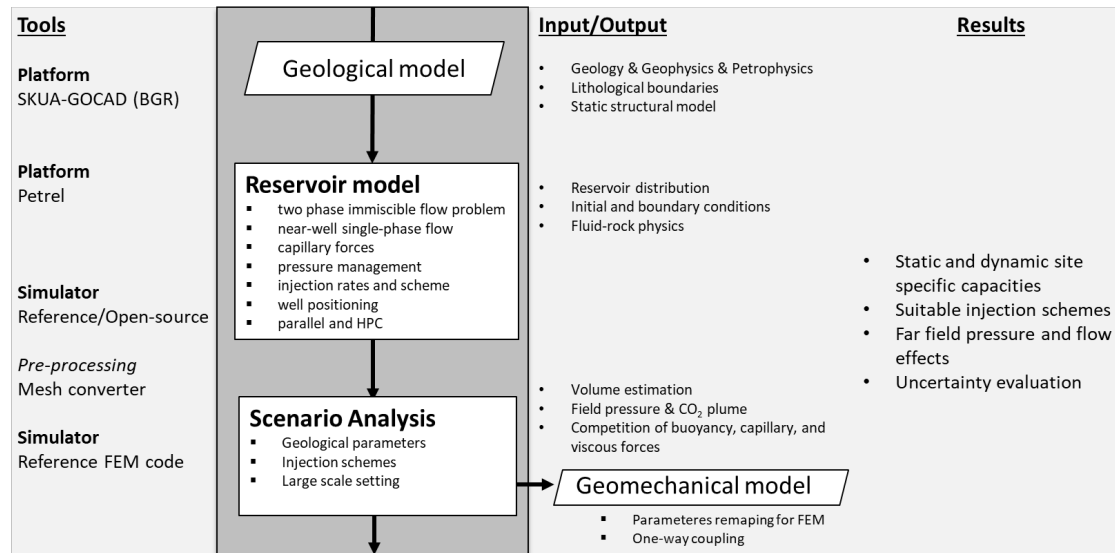 Tools
Platform
SKUA-GOCAD (BGR)
Platform
Petrel
Simulator
Reference/Open-source
Pre-processing
Mesh converter
Simulator
Reference FEM code
Geological model
Reservoir model
▪ two phase immiscible flow problem
▪ near-well single-phase flow
▪ capillary forces
▪ pressure management
▪ injection rates and scheme
▪ well positioning
▪ parallel and HPC
Scenario Analysis
▪ Geological parameters
▪ Injection schemes
▪ Large scale setting
Input/Output
• Geology & Geophysics & Petrophysics
• Lithological boundaries
• Static structural model
• Reservoir distribution
• Initial and boundary conditions
• Fluid-rock physics
• Volume estimation
• Field pressure & CO₂ plume
• Competition of buoyancy, capillary, and
viscous forces
Geomechanical model
▪ Parameteres remaping for FEM
▪ One-way coupling
Results
• Static and dynamic site
specific capacities
• Suitable injection schemes
• Far field pressure and flow
effects
• Uncertainty evaluation